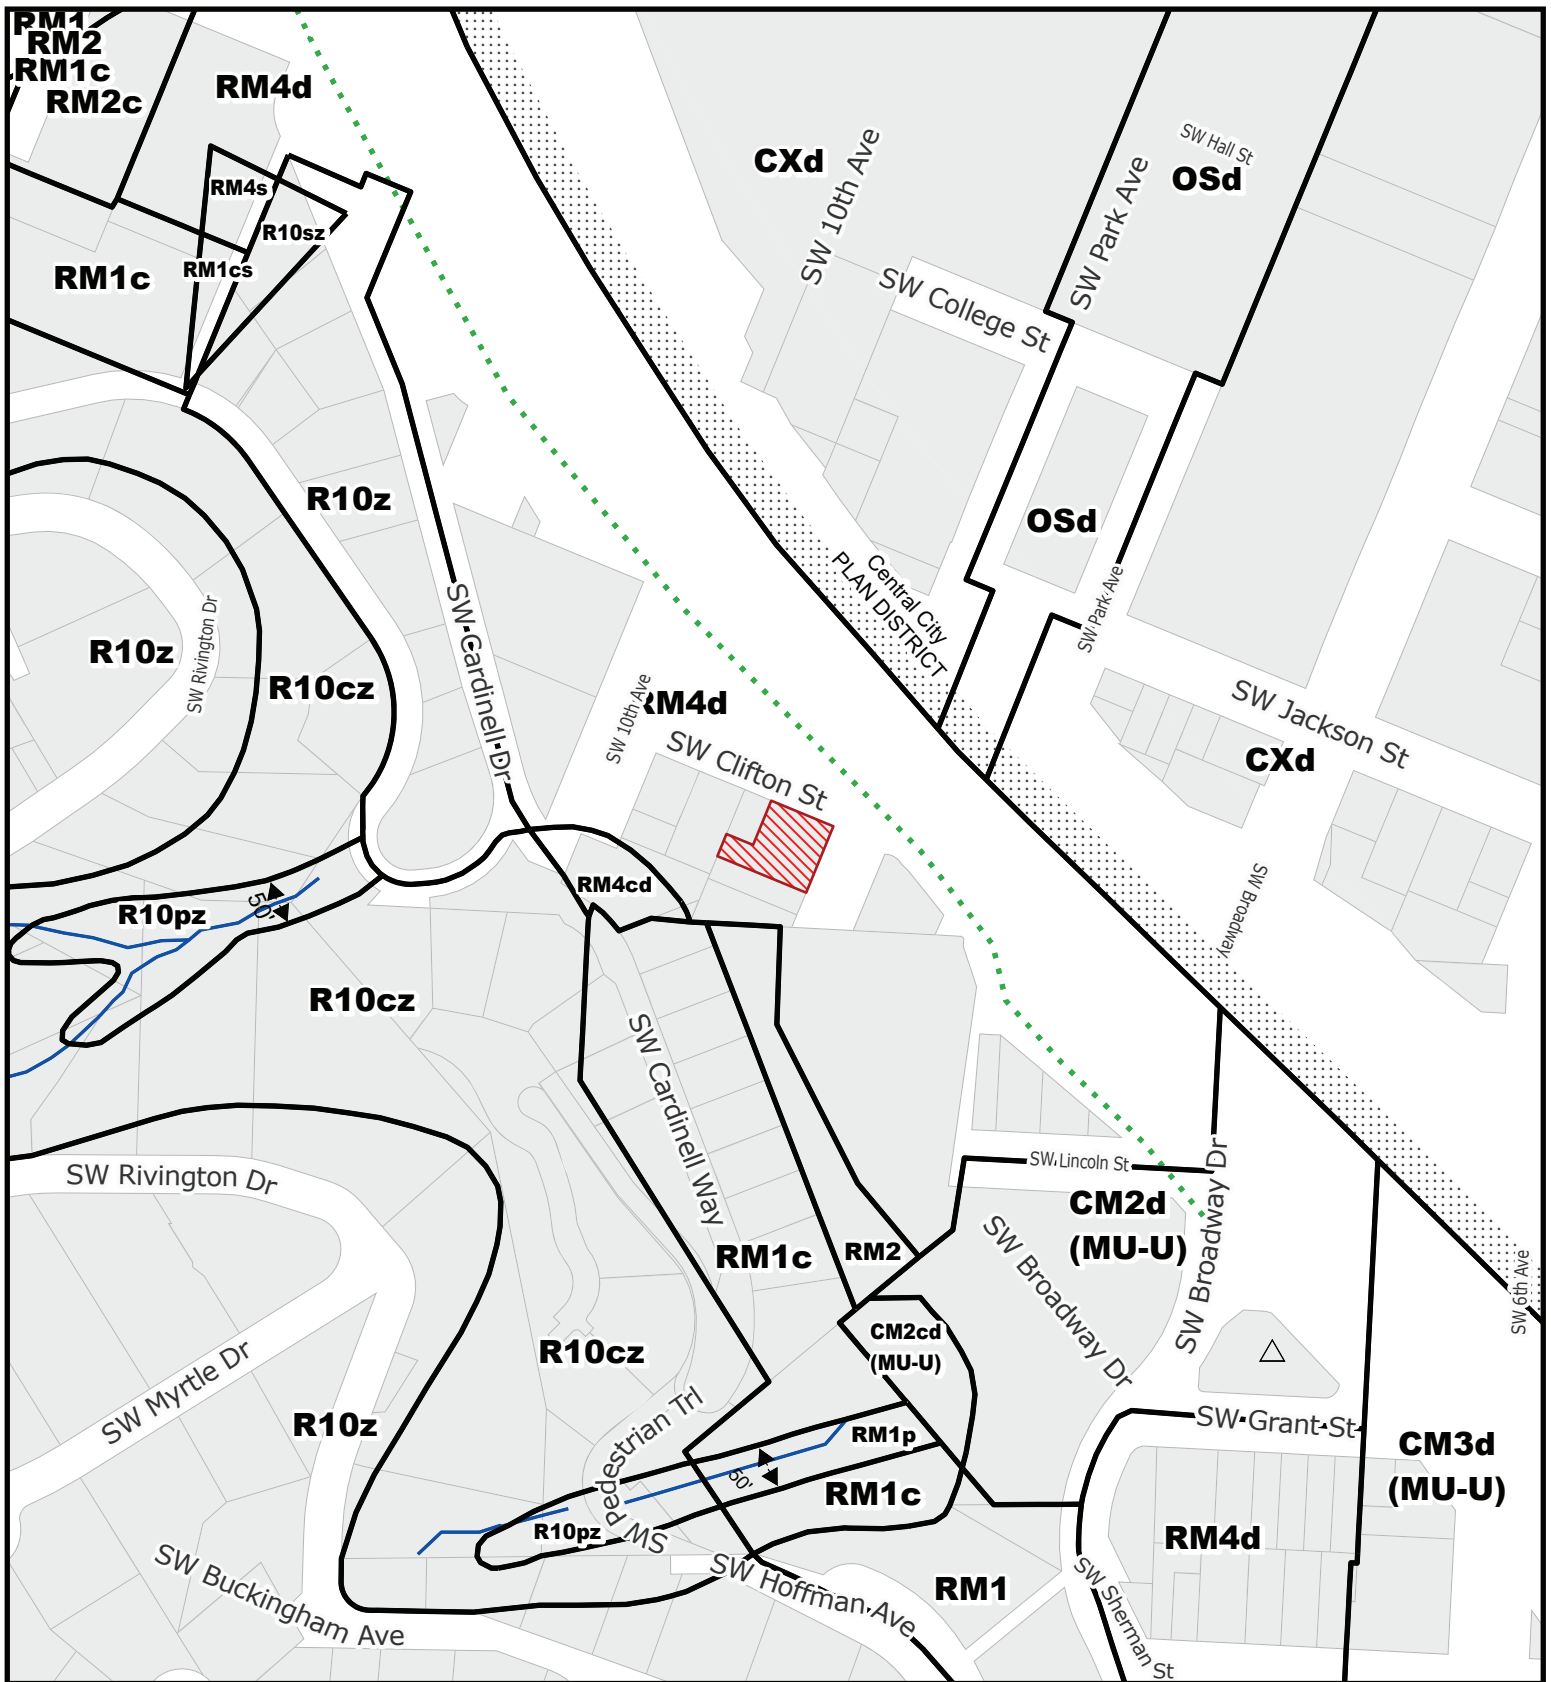 RM1
RM2
RM1c
RM2c
RM4d
RM4s
R10sz
RM1cs
RM1c
CXd
SW 10th Ave
SW Park Ave
SW Hall St
OSd
SW College St
R10z
OSd
SW Park Ave
Central City
PLAN DISTRICT
SW Cardinell Dr
R10z
SW Rivington Dr
R10cz
SW 10th Ave
RM4d
SW Clifton St
SW Jackson St
CXd
RM4cd
SW Broadway
R10pz
50'
R10cz
SW Cardinell Way
SW Lincoln St
SW Rivington Dr
CM2d
(MU-U)
SW Broadway Dr
SW Broadway Dr
RM1c
RM2
SW 6th Ave
CM2cd
(MU-U)
R10cz
SW Myrtle Dr
R10z
SW Pedestrian Trl
RM1p
50'
RM1c
SW Grant St
CM3d
(MU-U)
R10pz
RM4d
SW Buckingham Ave
SW Hoffman Ave
RM1
SW Sherman St